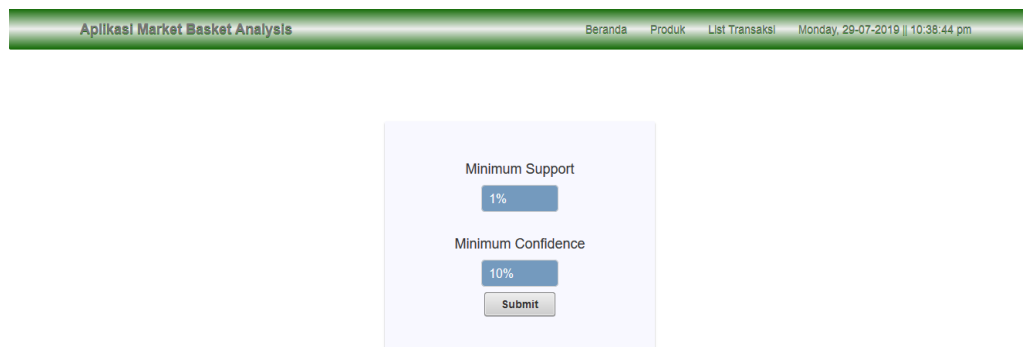 Aplikasi Market Basket Analysis
Beranda Produk List Transaksi Monday, 29-07-2019 || 10:38:44 pm
Minimum Support
1%
Minimum Confidence
10%
Submit